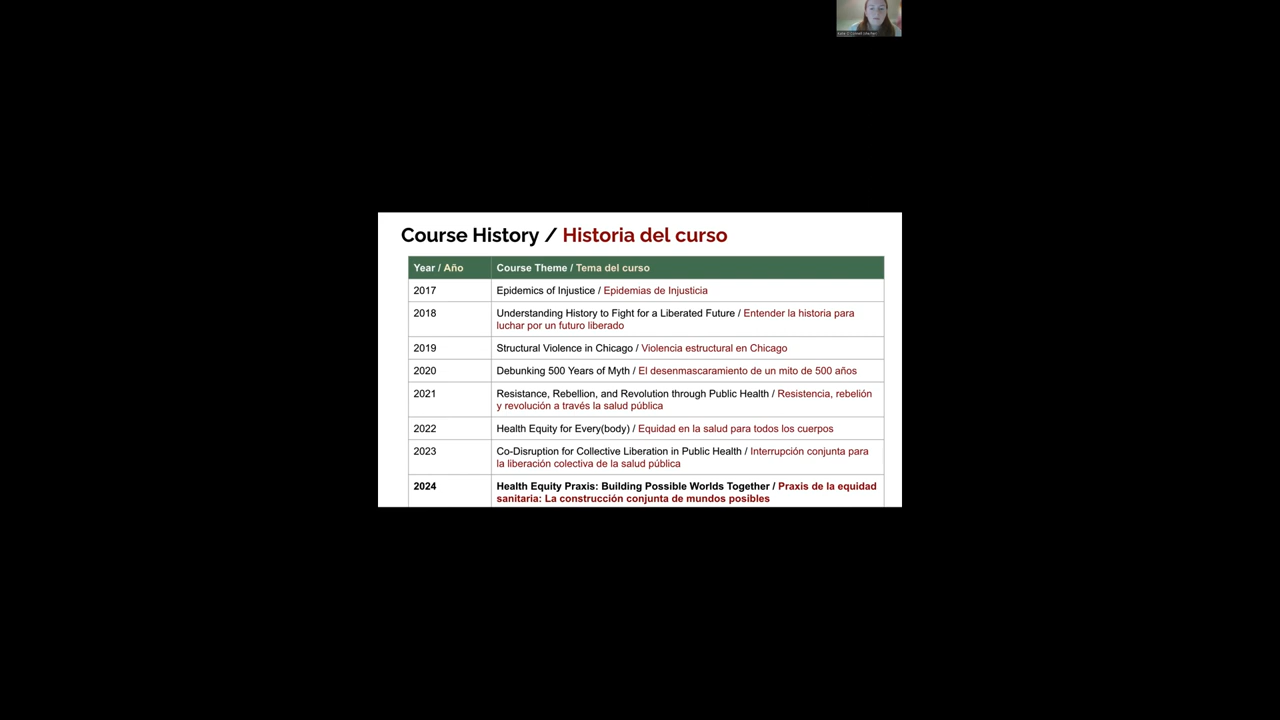 Course History / Historia del curso
Year / Año Course Theme / Tema del curso
2017 Epidemics of Injustice / Epidemias de Injusticia
2018 Understanding History to Fight for a Liberated Future / Entender la historia para
luchar por un futuro liberado
2019 Structural Violence in Chicago / Violencia estructural en Chicago
2020 Debunking 500 Years of Myth / El desenmascaramiento de un mito de 500 años
2021 Resistance, Rebellion, and Revolution through Public Health / Resistencia, rebelión
y revolución a través la salud pública
2022 Health Equity for Every(body) / Equidad en la salud para todos los cuerpos
2023 Co-Disruption for Collective Liberation in Public Health / Interrupción conjunta para
la liberación colectiva de la salud pública
2024 Health Equity Praxis: Building Possible Worlds Together / Praxis de la equidad
sanitaria: La construcción conjunta de mundos posibles